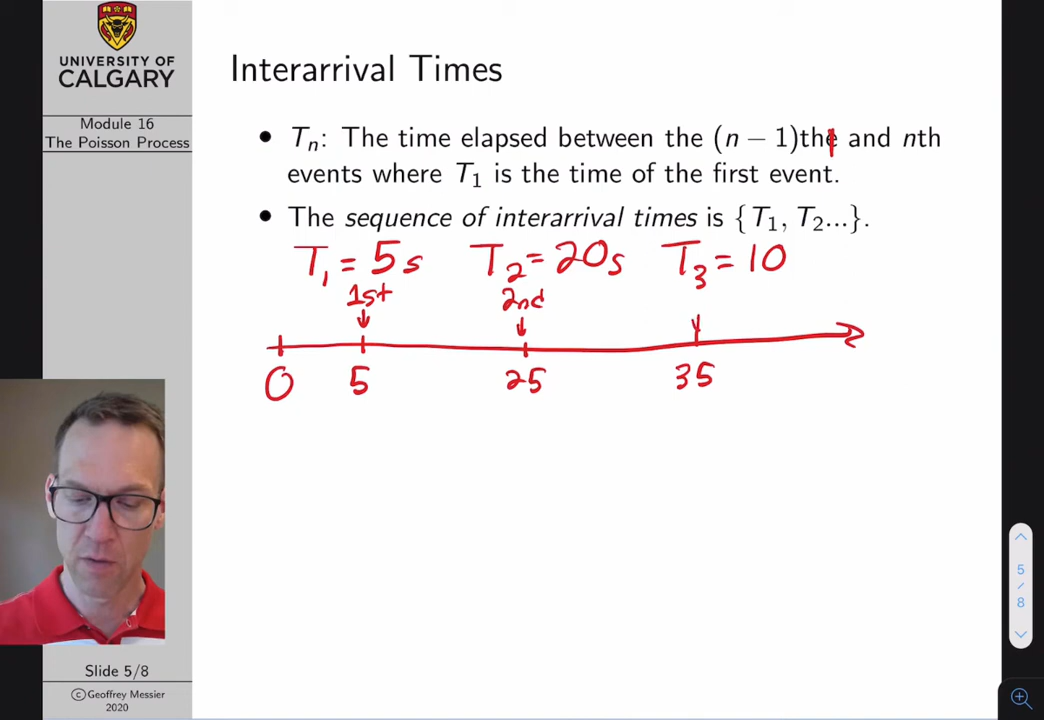 UNIVERSITY OF
CALGARY
Module 16
The Poisson Process
Interarrival Times
• Tn: The time elapsed between the (n − 1)the and nth
events where T1 is the time of the first event.
• The sequence of interarrival times is {T1, T2...}.
T1 = 5s T2 = 20s T3 = 10
1st 2nd
0 5 25 35
5
/
8
Slide 5/8
©Geoffrey Messier
2020